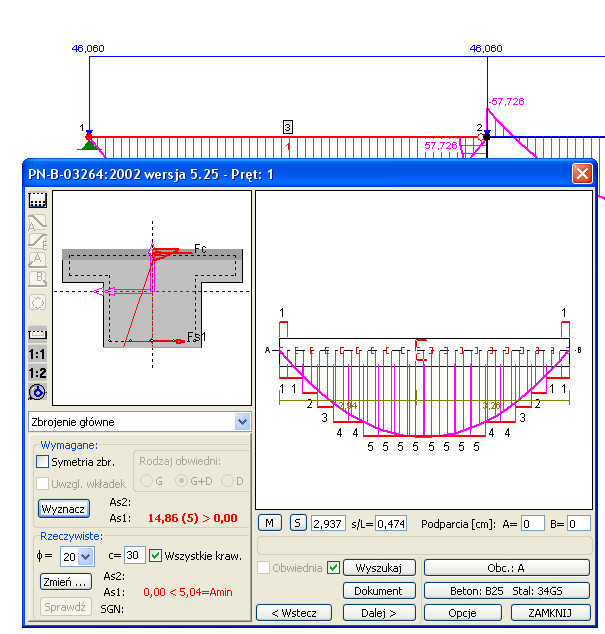 46,060
46,060
-57,726
1
3
2
1
57,726
PN-B-03264:2002 wersja 5.25 - Pręt: 1
Fc
Fs1
E
A
B
1:1
1:2
1
1
A
B
3,94
3,26
1 1
2
3
4 4
5 5 5 5 5 5 5
4 4
3
2
1 1
Zbrojenie główne
Wymagane:
Symetria zbr.
Uwzgl. wkładek
Rodzaj obwiedni:
G G+D D
Wyznacz
As2:
As1: 14,86 (5) > 0,00
Rzeczywiste:
ϕ = 20 c= 30 Wszystkie kraw.
Zmień ...
As2:
As1: 0,00 < 5,04=Amin
Sprawdź
SGN:
M S 2,937 s/L= 0,474 Podparcia [cm]: A= 0 B= 0
Obwiednia Wyszukaj Obc.: A
Dokument Beton: B25 Stal: 34GS
< Wstecz Dalej > Opcje ZAMKNIJ